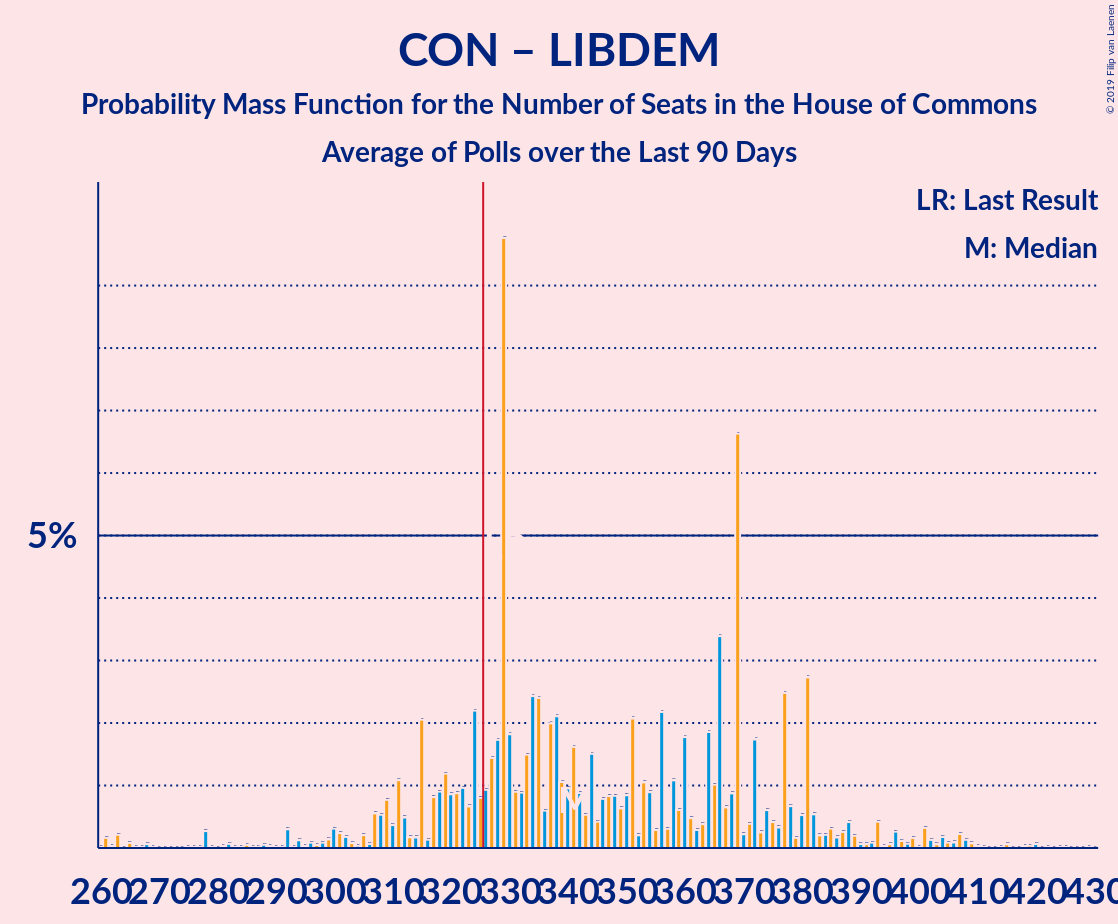 CON – LIBDEM
Probability Mass Function for the Number of Seats in the House of Commons
Average of Polls over the Last 90 Days
© 2019 Filip van Laenen
LR: Last Result
M: Median
5%
260 270 280 290 300 310 320 330 340 350 360 370 380 390 400 410 420 430